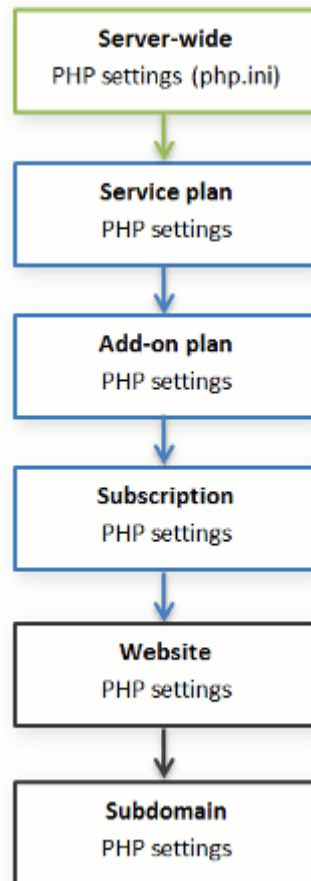 Server-wide
PHP settings (php.ini)
Service plan
PHP settings
Add-on plan
PHP settings
Subscription
PHP settings
Website
PHP settings
Subdomain
PHP settings